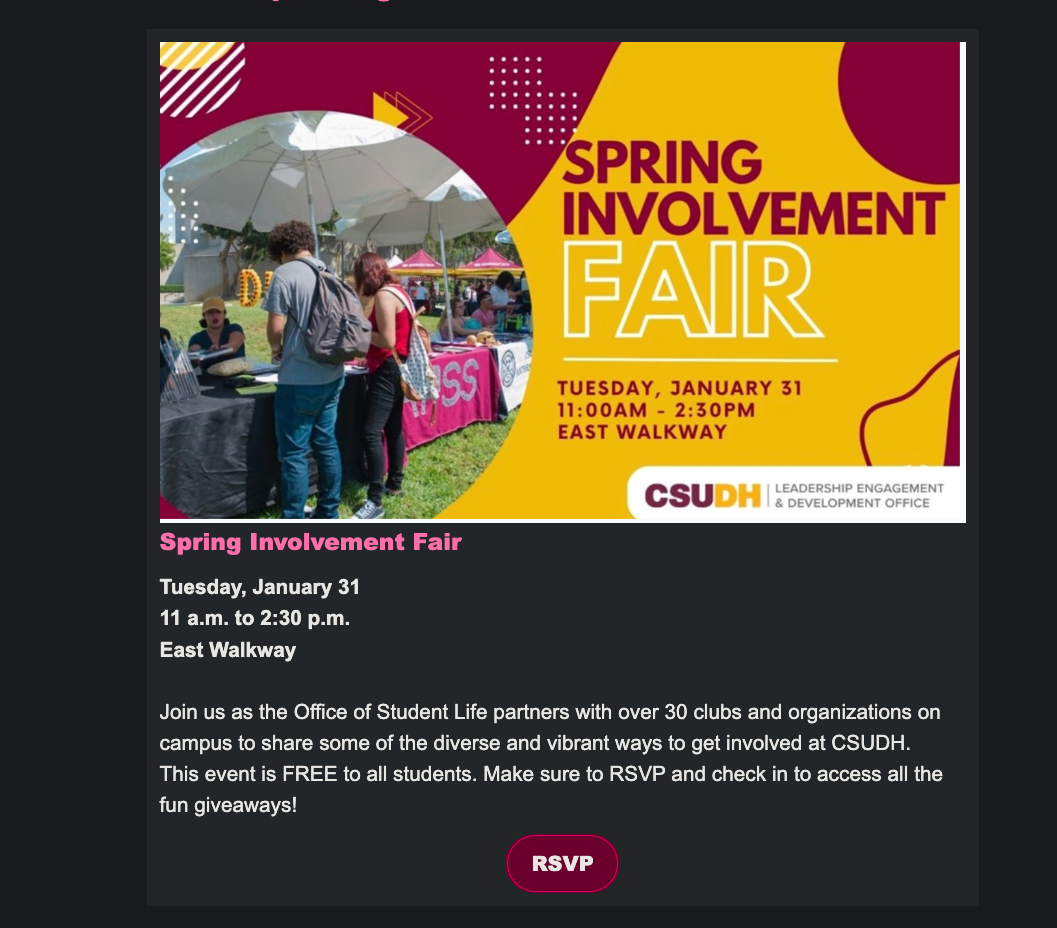 SPRING
INVOLVEMENT
FAIR
TUESDAY, JANUARY 31
11:00AM - 2:30PM
EAST WALKWAY
CSUDH | LEADERSHIP ENGAGEMENT
& DEVELOPMENT OFFICE
Spring Involvement Fair
Tuesday, January 31
11 a.m. to 2:30 p.m.
East Walkway
Join us as the Office of Student Life partners with over 30 clubs and organizations on
campus to share some of the diverse and vibrant ways to get involved at CSUDH.
This event is FREE to all students. Make sure to RSVP and check in to access all the
fun giveaways!
RSVP